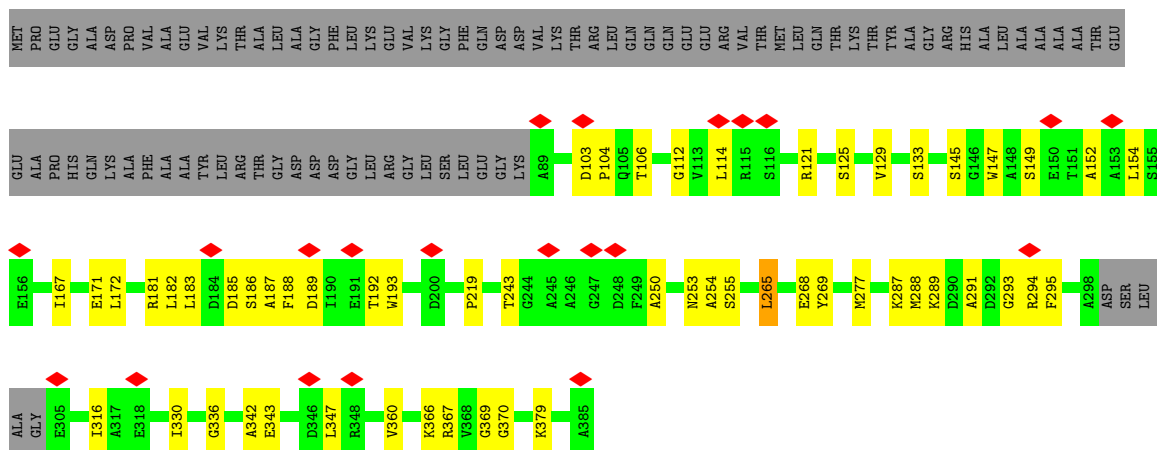 MET PRO GLU GLY ALA ASP PRO VAL ALA GLU VAL LYS THR ALA LEU ALA GLY PHE LEU LYS GLU VAL LYS GLY PHE GLN ASP ASP VAL LYS THR ARG LEU GLN GLN GLN GLU GLU ARG VAL THR MET LEU GLN THR LYS THR TYR ALA GLY ARG HIS ALA LEU ALA ALA ALA ALA THR GLU
GLU ALA PRO HIS GLN LYS ALA PHE ALA ALA TYR LEU ARG THR GLY ASP ASP ASP GLY LEU ARG GLY LEU SER LEU GLU GLY LYS A89 D103 P104 Q105 T106 G112 V113 L114 R115 S116 R121 S125 V129 S133 S145 G146 W147 A148 S149 E150 T151 A152 A153 L154 S155
E156 I167 E171 L172 R181 L182 L183 D184 D185 S186 A187 F188 D189 I190 E191 T192 W193 D200 P219 T243 G244 A245 A246 G247 D248 F249 A250 N253 A254 S255 L265 E268 Y269 M277 K287 M288 K289 D290 A291 D292 G293 R294 F295 A298 ASP SER LEU
ALA GLY E305 I316 A317 E318 I330 G336 A342 E343 D346 L347 R348 V360 K366 R367 V368 G369 G370 K379 A385